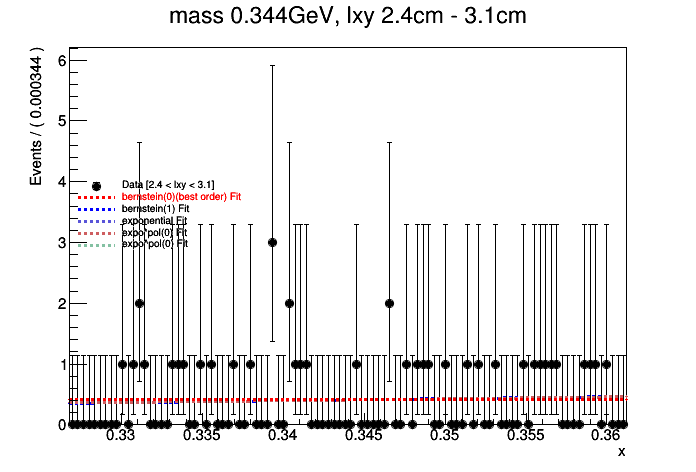 mass 0.344GeV, lxy 2.4cm - 3.1cm
Events / ( 0.000344 )
6
5
4
3
2
1
0
Data [2.4 < lxy < 3.1]
bernstein(0)(best order) Fit
bernstein(1) Fit
exponential Fit
expo*pol(0) Fit
expo*pol(0) Fit
0.33 0.335 0.34 0.345 0.35 0.355 0.36
x